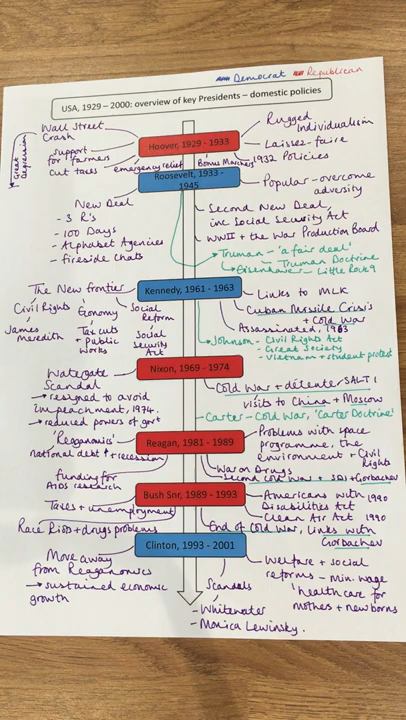 Democrat Republican
USA, 1929 – 2000: overview of key Presidents – domestic policies
Wall Street
Crash
Great Depression
support
for farmers
Cut taxes
emergency relief
Hoover, 1929 - 1933
Bonus Marchers
Rugged
Individualism
Laissez-faire
1932 Policies
Roosevelt, 1933 -
1945
Popular - overcome
adversity
New Deal
- 3 R's
- 100 Days
- Alphabet Agencies
- fireside chats
Second New Deal,
inc Social Security Act
WWII + the War Production Board
Truman - 'a fair deal'
- Truman Doctrine
Eisenhower - Little Rock 9
Kennedy, 1961 - 1963
The New frontier
Civil Rights
James
Meredith
Economy
Tax cuts
+ public
works
Social
Reform
Social
Security
Act
Links to MLK
Cuban Missile Crisis
+ Cold War
Assassinated, 1963
Johnson - Civil Rights Act
- Great Society
- Vietnam + student protest
Nixon, 1969 - 1974
Watergate
Scandal
→ resigned to avoid
impeachment, 1974.
→ reduced powers of govt
Cold War + détente/SALT 1
visits to China + Moscow
Carter - Cold War, 'Carter Doctrine'
Reagan, 1981 - 1989
'Reaganomics'
national debt ↑ + recession
funding for
AIDS research
Problems with space
programme, the
environment + Civil
Rights
War on Drugs
Second Cold War + SDI + Gorbachev
Bush Snr, 1989 - 1993
Taxes + unemployment
Race Riots + drugs problems
Americans with 1990
Disabilities Act
Clean Air Act 1990
End of Cold War, links with
Gorbachev
Clinton, 1993 - 2001
Move away
from Reaganomics
→ sustained economic
growth
Scandals
- Whitewater
- Monica Lewinsky.
Welfare + social
reforms - Min. wage
'healthcare for
mothers + newborns